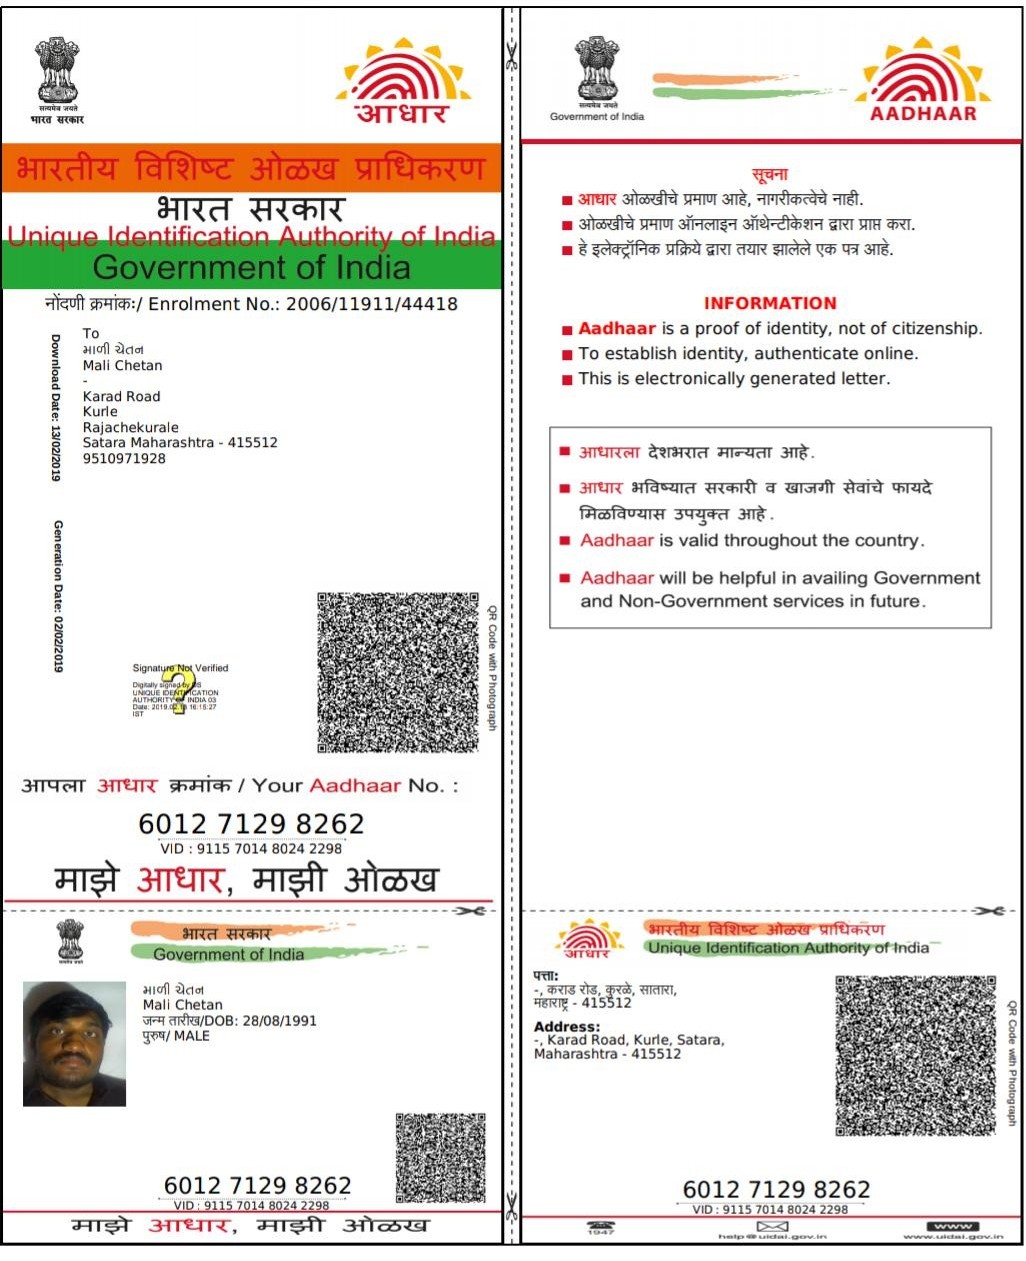 सत्यमेव जयते
भारत सरकार
आधार
भारतीय विशिष्ट ओळख प्राधिकरण
भारत सरकार
Unique Identification Authority of India
Government of India
नोंदणी क्रमांकः/ Enrolment No.: 2006/11911/44418
To
માળી ચેતન
Mali Chetan
-
Karad Road
Kurle
Rajachekurale
Satara Maharashtra - 415512
9510971928
Download Date: 13/02/2019
Generation Date: 02/02/2019
Signature Not Verified
Digitally signed by DS
UNIQUE IDENTIFICATION
AUTHORITY OF INDIA 03
Date: 2019.02.13 16:15:27
IST
QR Code with Photograph
आपला आधार क्रमांक / Your Aadhaar No. :
6012 7129 8262
VID : 9115 7014 8024 2298
माझे आधार, माझी ओळख
सत्यमेव जयते
भारत सरकार
Government of India
માળી ચેતન
Mali Chetan
जन्म तारीख/DOB: 28/08/1991
पुरुष/ MALE
6012 7129 8262
VID : 9115 7014 8024 2298
माझे आधार, माझी ओळख
सत्यमेव जयते
Government of India
AADHAAR
सूचना
आधार ओळखीचे प्रमाण आहे, नागरीकत्वेचे नाही.
ओळखीचे प्रमाण ऑनलाइन ऑथेन्टीकेशन द्वारा प्राप्त करा.
हे इलेक्ट्रॉनिक प्रक्रिये द्वारा तयार झालेले एक पत्र आहे.
INFORMATION
Aadhaar is a proof of identity, not of citizenship.
To establish identity, authenticate online.
This is electronically generated letter.
आधारला देशभरात मान्यता आहे.
आधार भविष्यात सरकारी व खाजगी सेवांचे फायदे
मिळविण्यास उपयुक्त आहे.
Aadhaar is valid throughout the country.
Aadhaar will be helpful in availing Government
and Non-Government services in future.
आधार
भारतीय विशिष्ट ओळख प्राधिकरण
Unique Identification Authority of India
पत्ता:
-, कराड रोड, कुरळे, सातारा,
महाराष्ट्र - 415512
Address:
-, Karad Road, Kurle, Satara,
Maharashtra - 415512
QR Code with Photograph
6012 7129 8262
VID : 9115 7014 8024 2298
1947
help@uidai.gov.in
www
www.uidai.gov.in